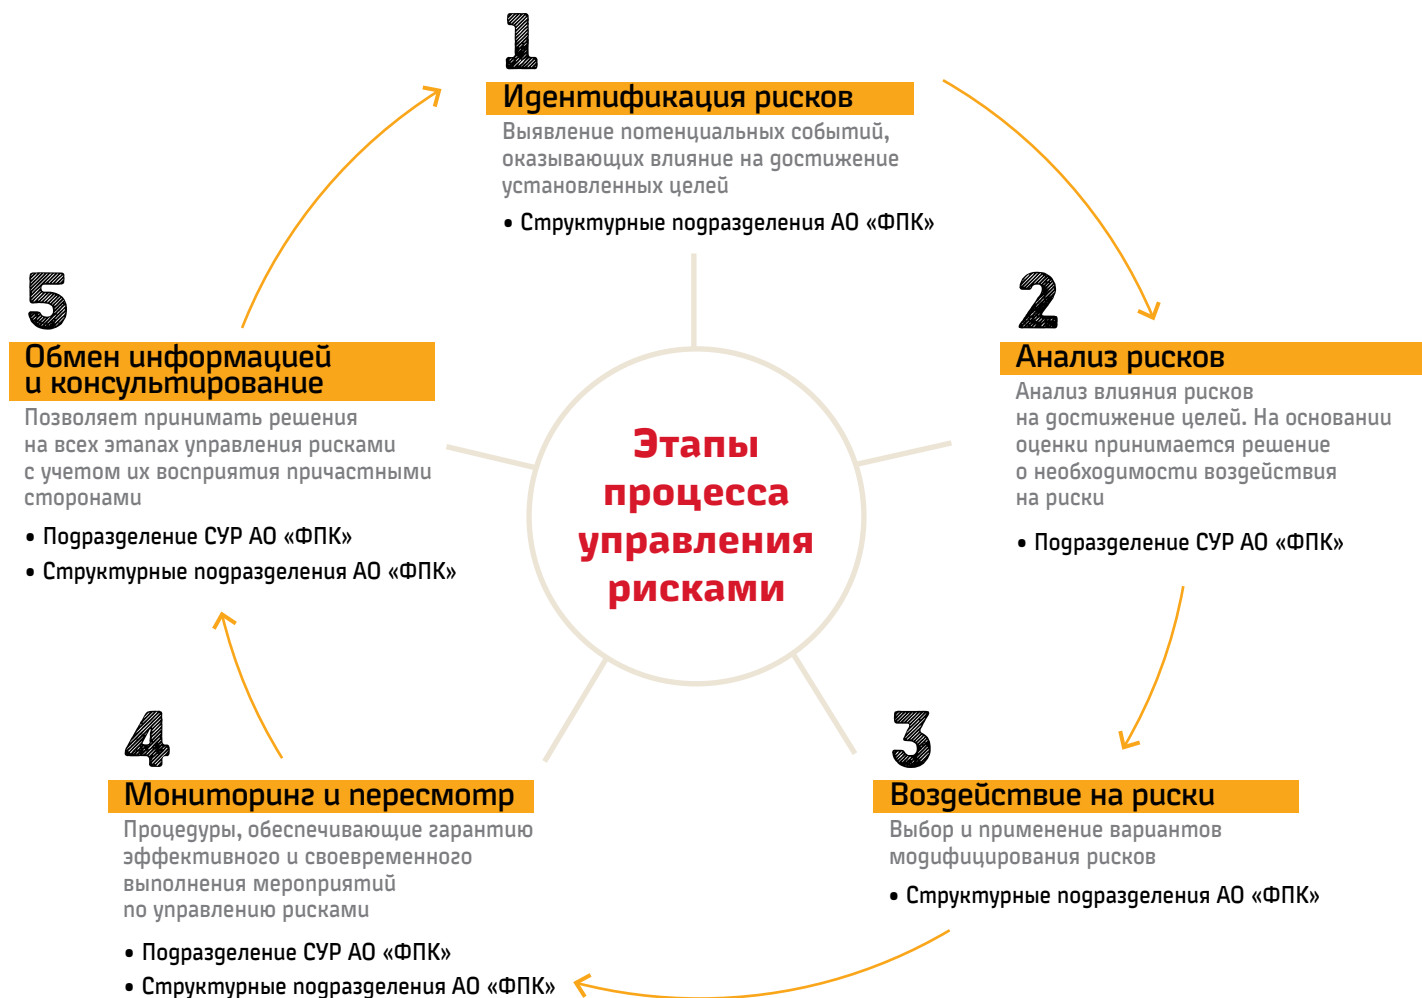 1
Идентификация рисков
Выявление потенциальных событий,
оказывающих влияние на достижение
установленных целей
• Структурные подразделения АО «ФПК»
2
Анализ рисков
Анализ влияния рисков
на достижение целей. На основании
оценки принимается решение
о необходимости воздействия
на риски
• Подразделение СУР АО «ФПК»
3
Воздействие на риски
Выбор и применение вариантов
модифицирования рисков
• Структурные подразделения АО «ФПК»
4
Мониторинг и пересмотр
Процедуры, обеспечивающие гарантию
эффективного и своевременного
выполнения мероприятий
по управлению рисками
• Подразделение СУР АО «ФПК»
• Структурные подразделения АО «ФПК»
5
Обмен информацией
и консультирование
Позволяет принимать решения
на всех этапах управления рисками
с учетом их восприятия причастными
сторонами
• Подразделение СУР АО «ФПК»
• Структурные подразделения АО «ФПК»
Этапы
процесса
управления
рисками